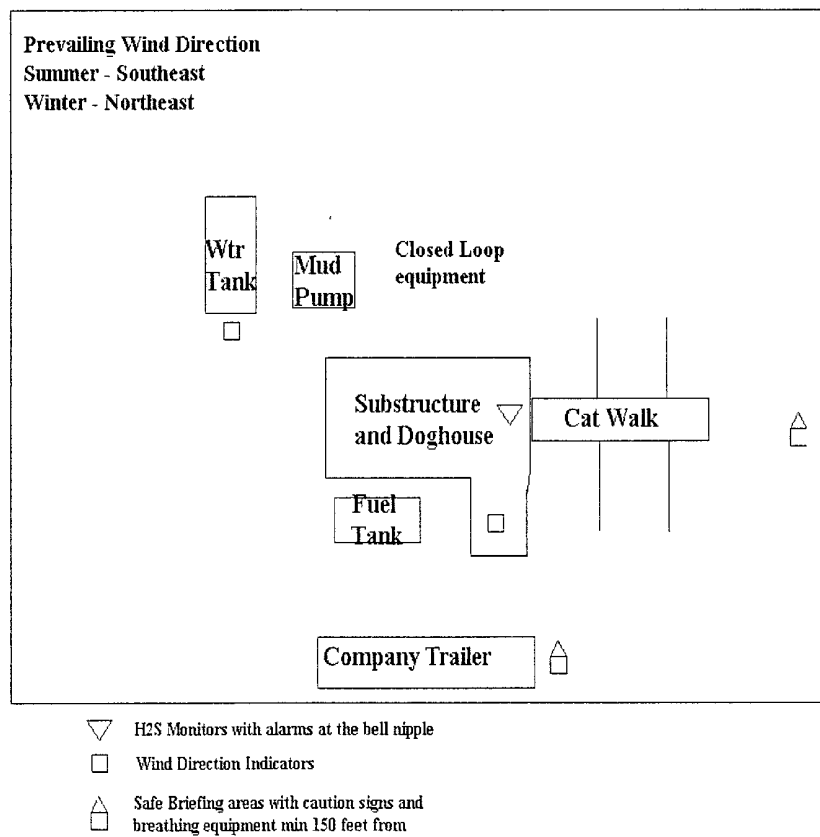 Prevailing Wind Direction
Summer - Southeast
Winter - Northeast
Wtr
Tank
Mud
Pump
Closed Loop
equipment
Substructure
and Doghouse
Cat Walk
Fuel
Tank
Company Trailer
H2S Monitors with alarms at the bell nipple
Wind Direction Indicators
Safe Briefing areas with caution signs and
breathing equipment min 150 feet from